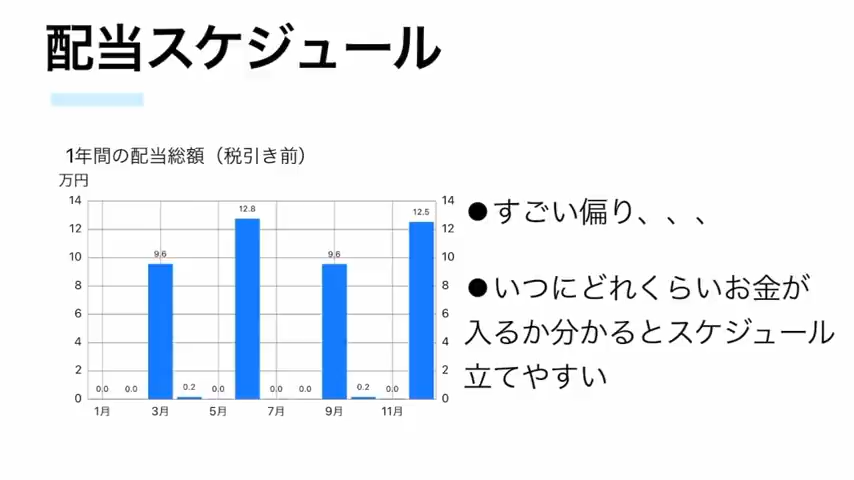 配当スケジュール
1年間の配当総額（税引き前）
万円
14 12 10 8 6 4 2 0
0.0 0.0 9.6 0.2 0.0 12.8 0.0 0.0 9.6 0.2 0.0 12.5
14 12 10 8 6 4 2 0
1月 3月 5月 7月 9月 11月
●すごい偏り、、、
●いつにどれくらいお金が
入るか分かるとスケジュール
立てやすい